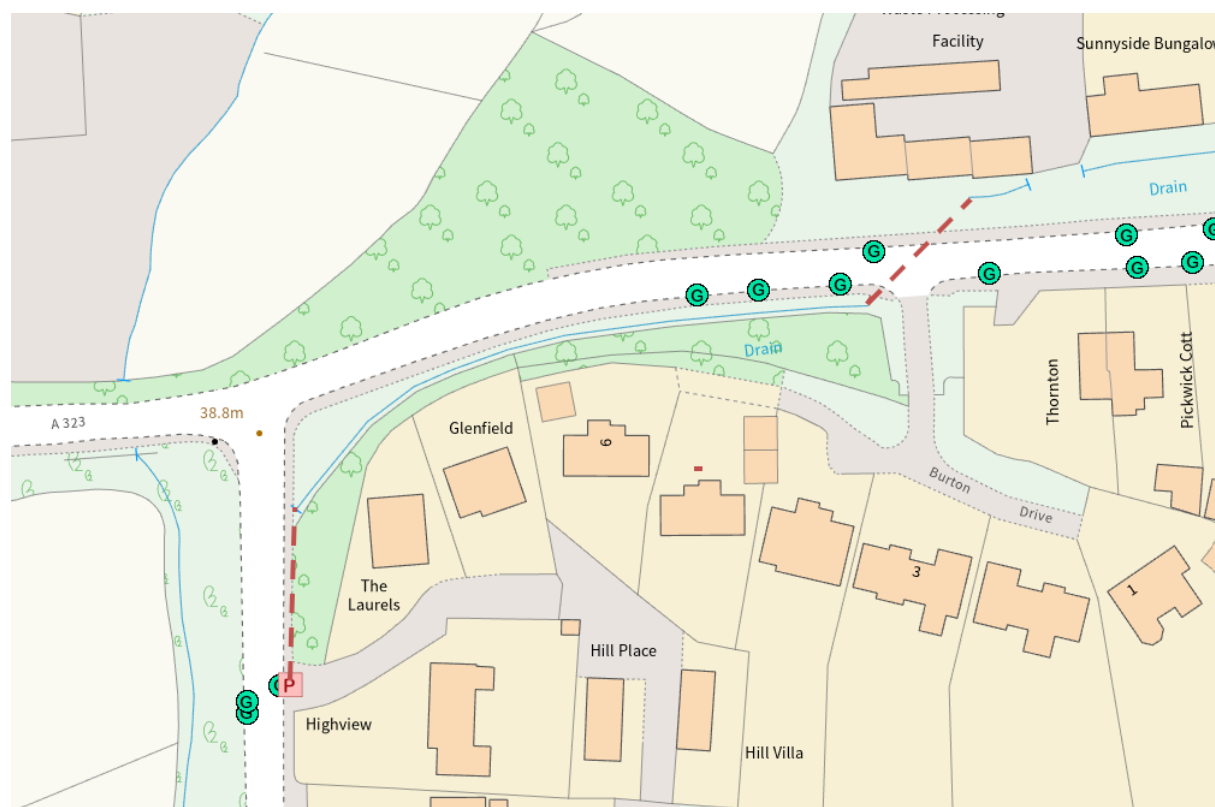 Facility
Sunnyside Bungalow
Drain
G
G
G
G
G
G
G
G
G
Drain
Thornton
Pickwick Cott
A 323
38.8m
Glenfield
6
Burton
Drive
The
Laurels
3
1
Hill Place
P
G
G
Highview
Hill Villa